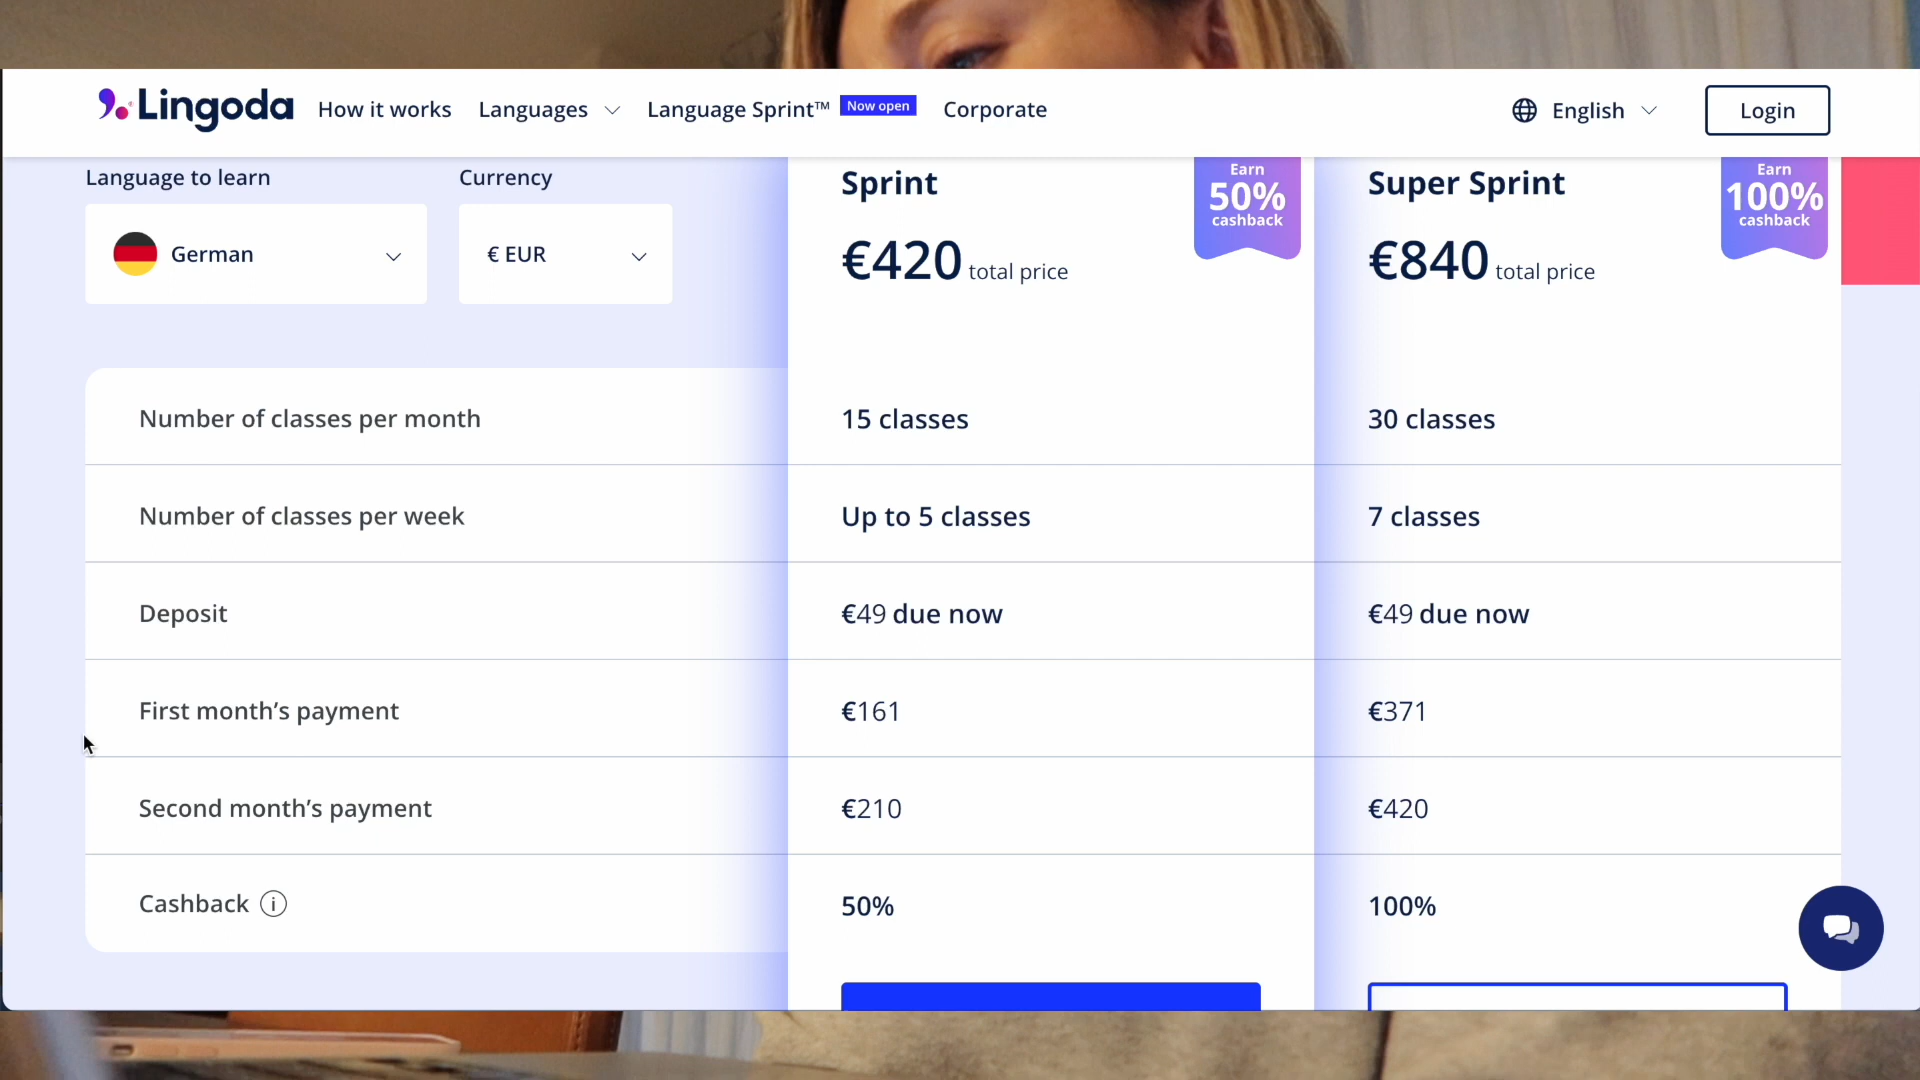 Lingoda
How it works
Languages
Language Sprint™
Now open
Corporate
English
Login
Language to learn
Currency
German
€ EUR
Sprint
€420 total price
Earn
50%
cashback
Super Sprint
€840 total price
Earn
100%
cashback
Number of classes per month
15 classes
30 classes
Number of classes per week
Up to 5 classes
7 classes
Deposit
€49 due now
€49 due now
First month’s payment
€161
€371
Second month’s payment
€210
€420
Cashback i
50%
100%